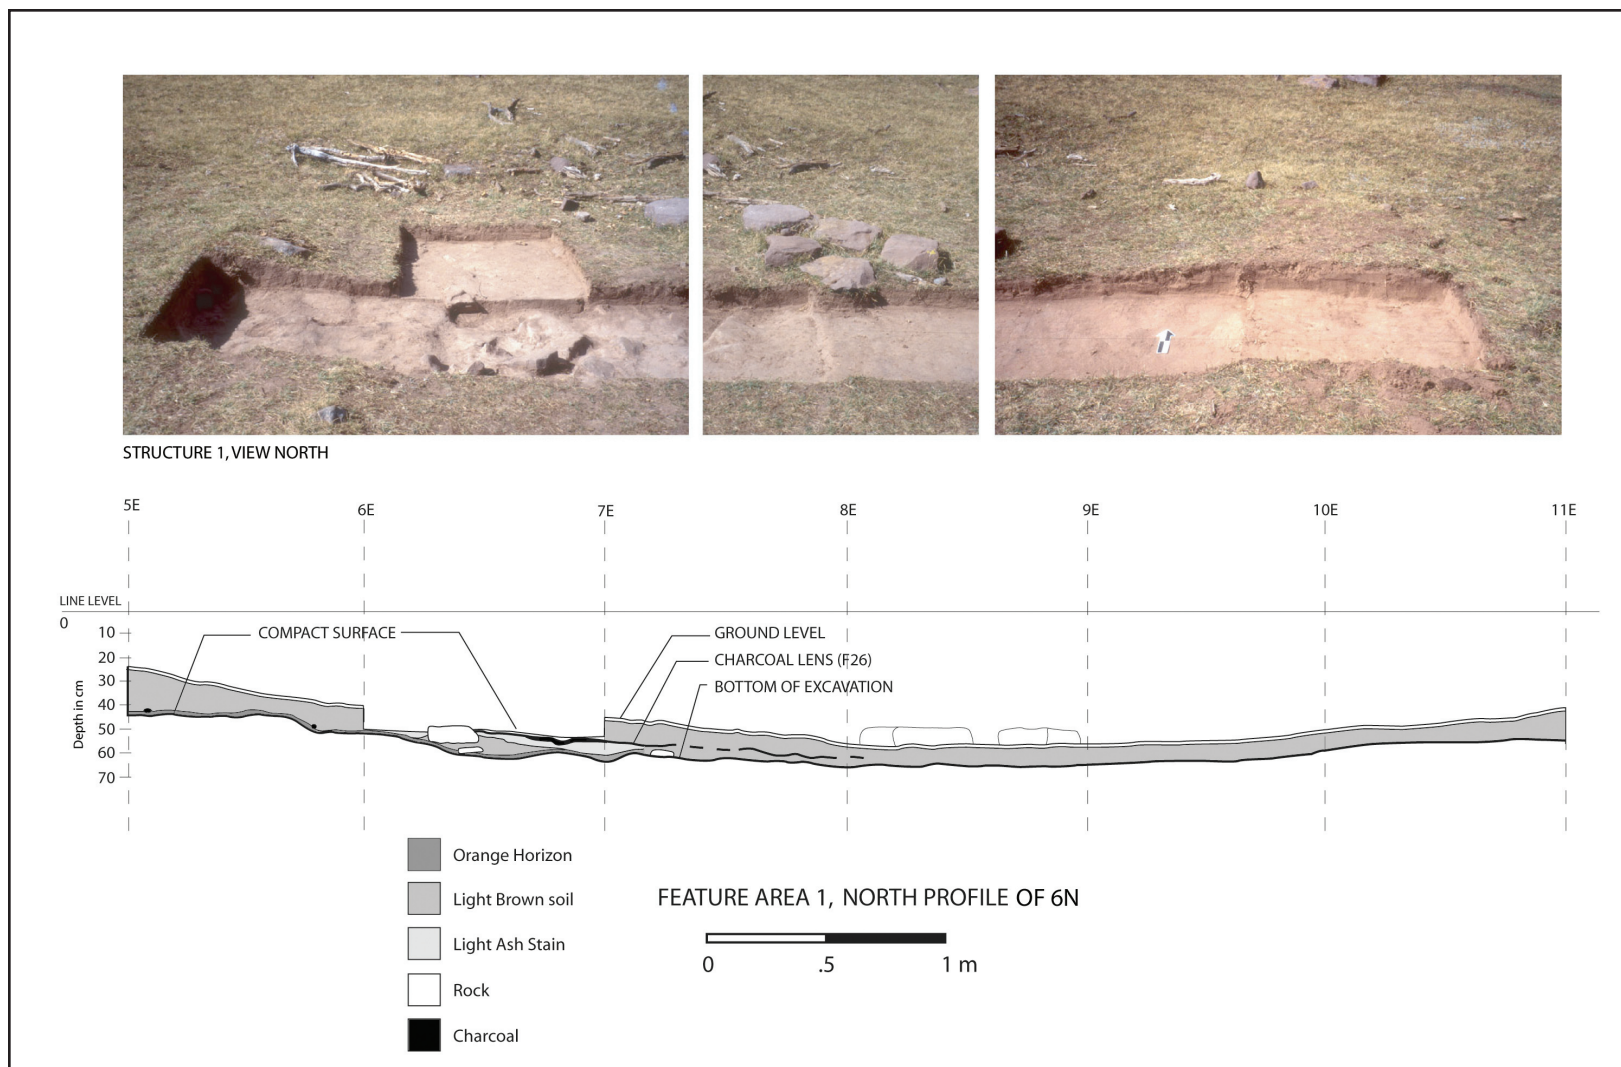 STRUCTURE 1, VIEW NORTH
5E 6E 7E 8E 9E 10E 11E
LINE LEVEL
0
10
20
30
40
50
60
70
Depth in cm
COMPACT SURFACE
GROUND LEVEL
CHARCOAL LENS (F26)
BOTTOM OF EXCAVATION
Orange Horizon
Light Brown soil
Light Ash Stain
Rock
Charcoal
FEATURE AREA 1, NORTH PROFILE OF 6N
0 .5 1 m